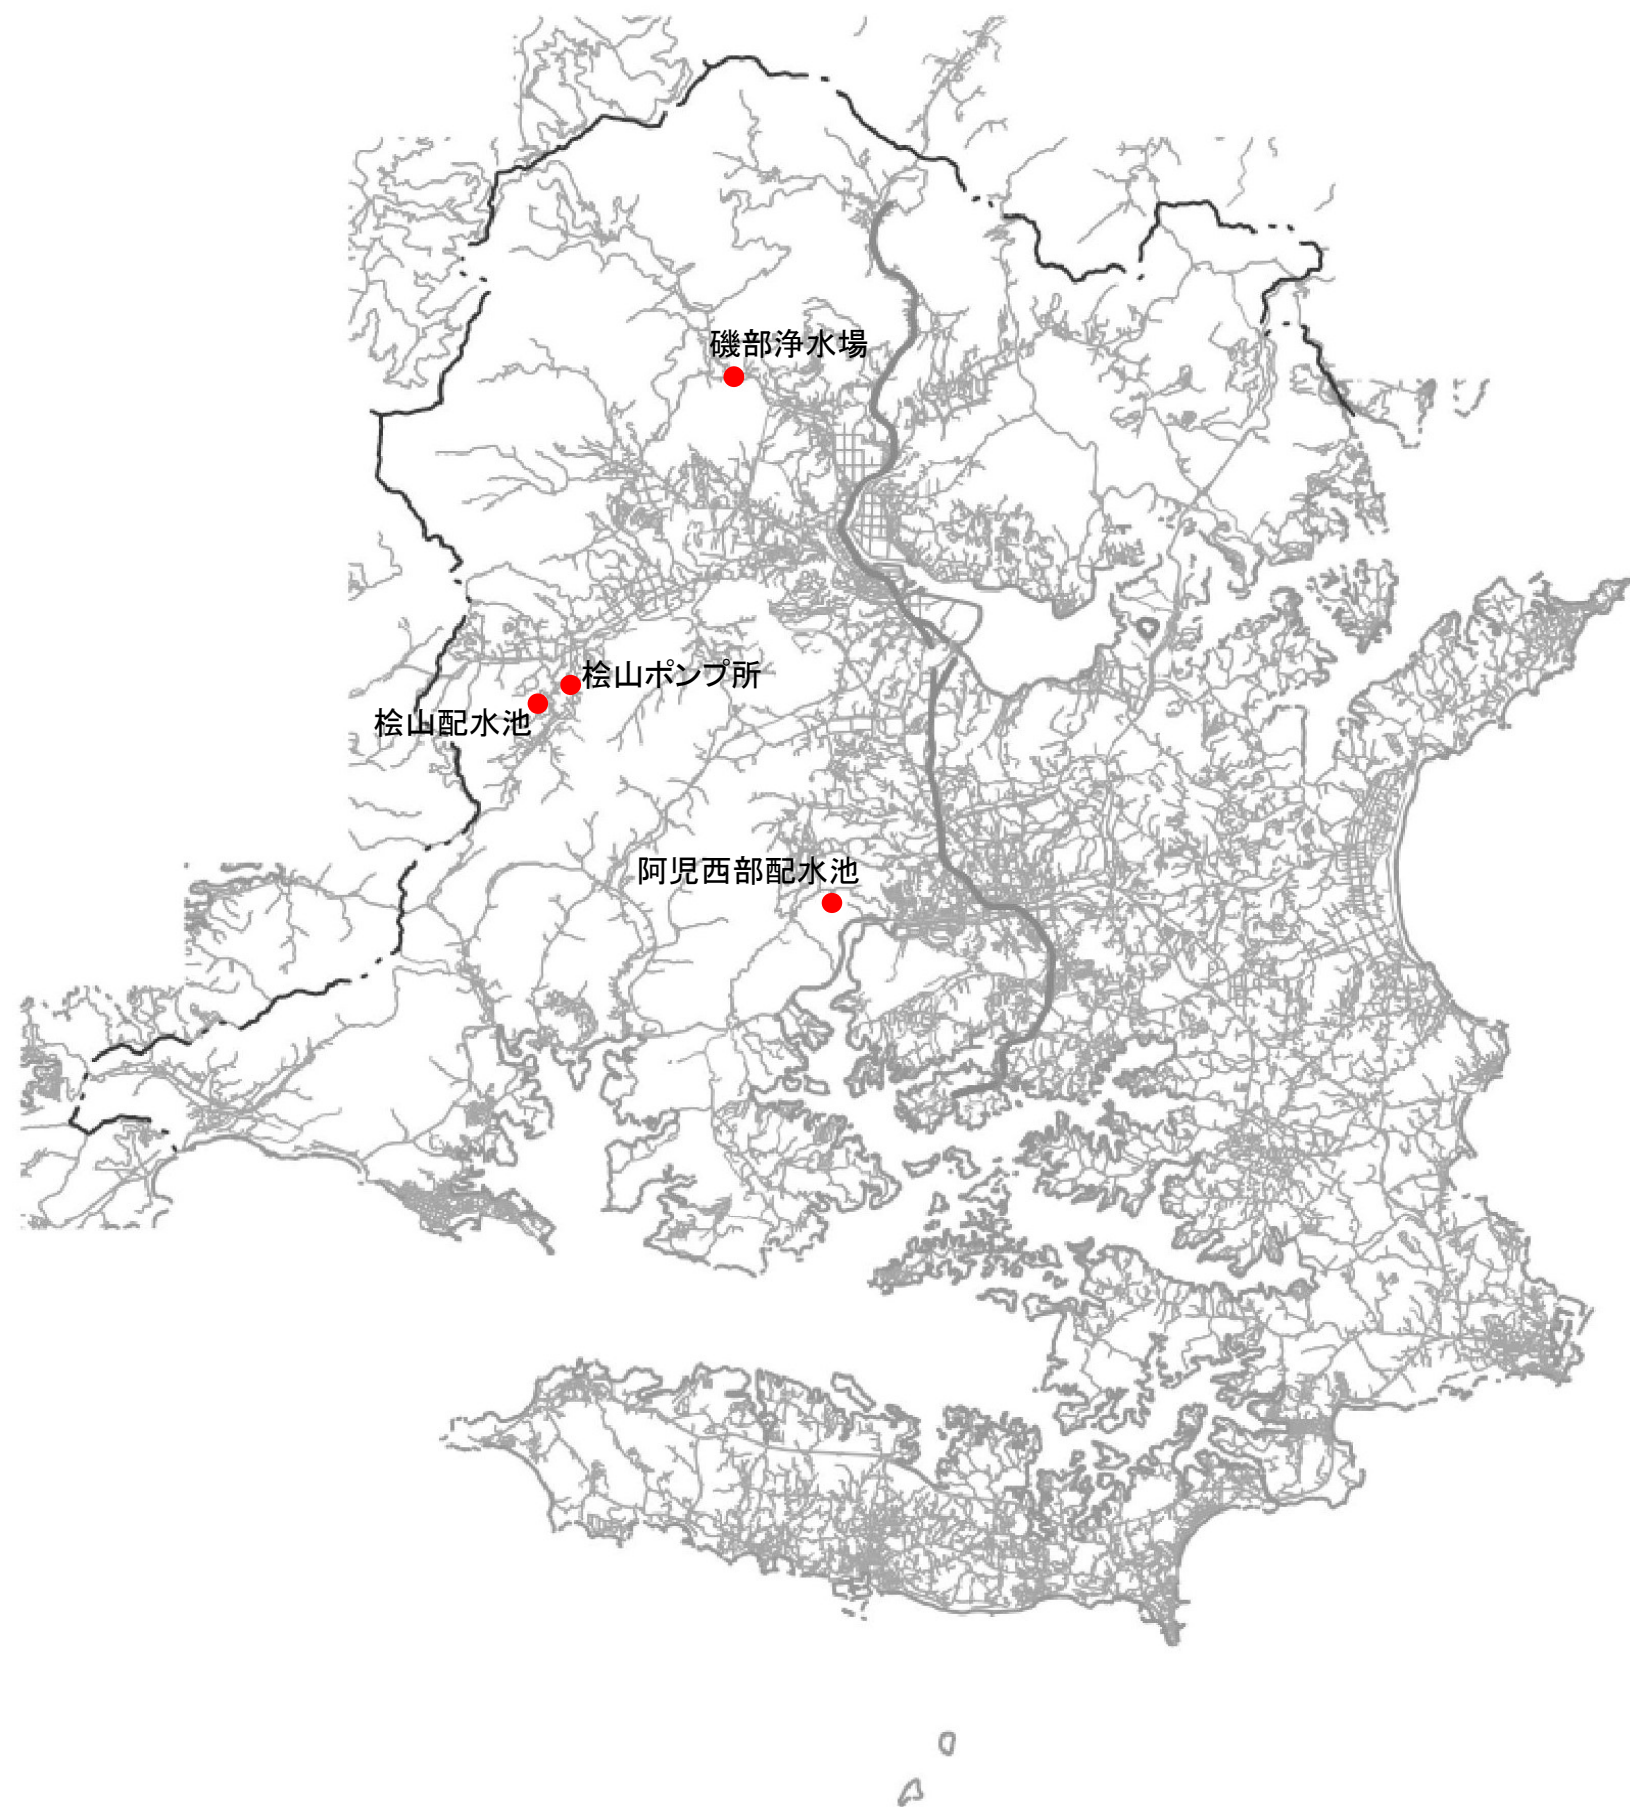 磯部浄水場
桧山ポンプ所
桧山配水池
阿児西部配水池